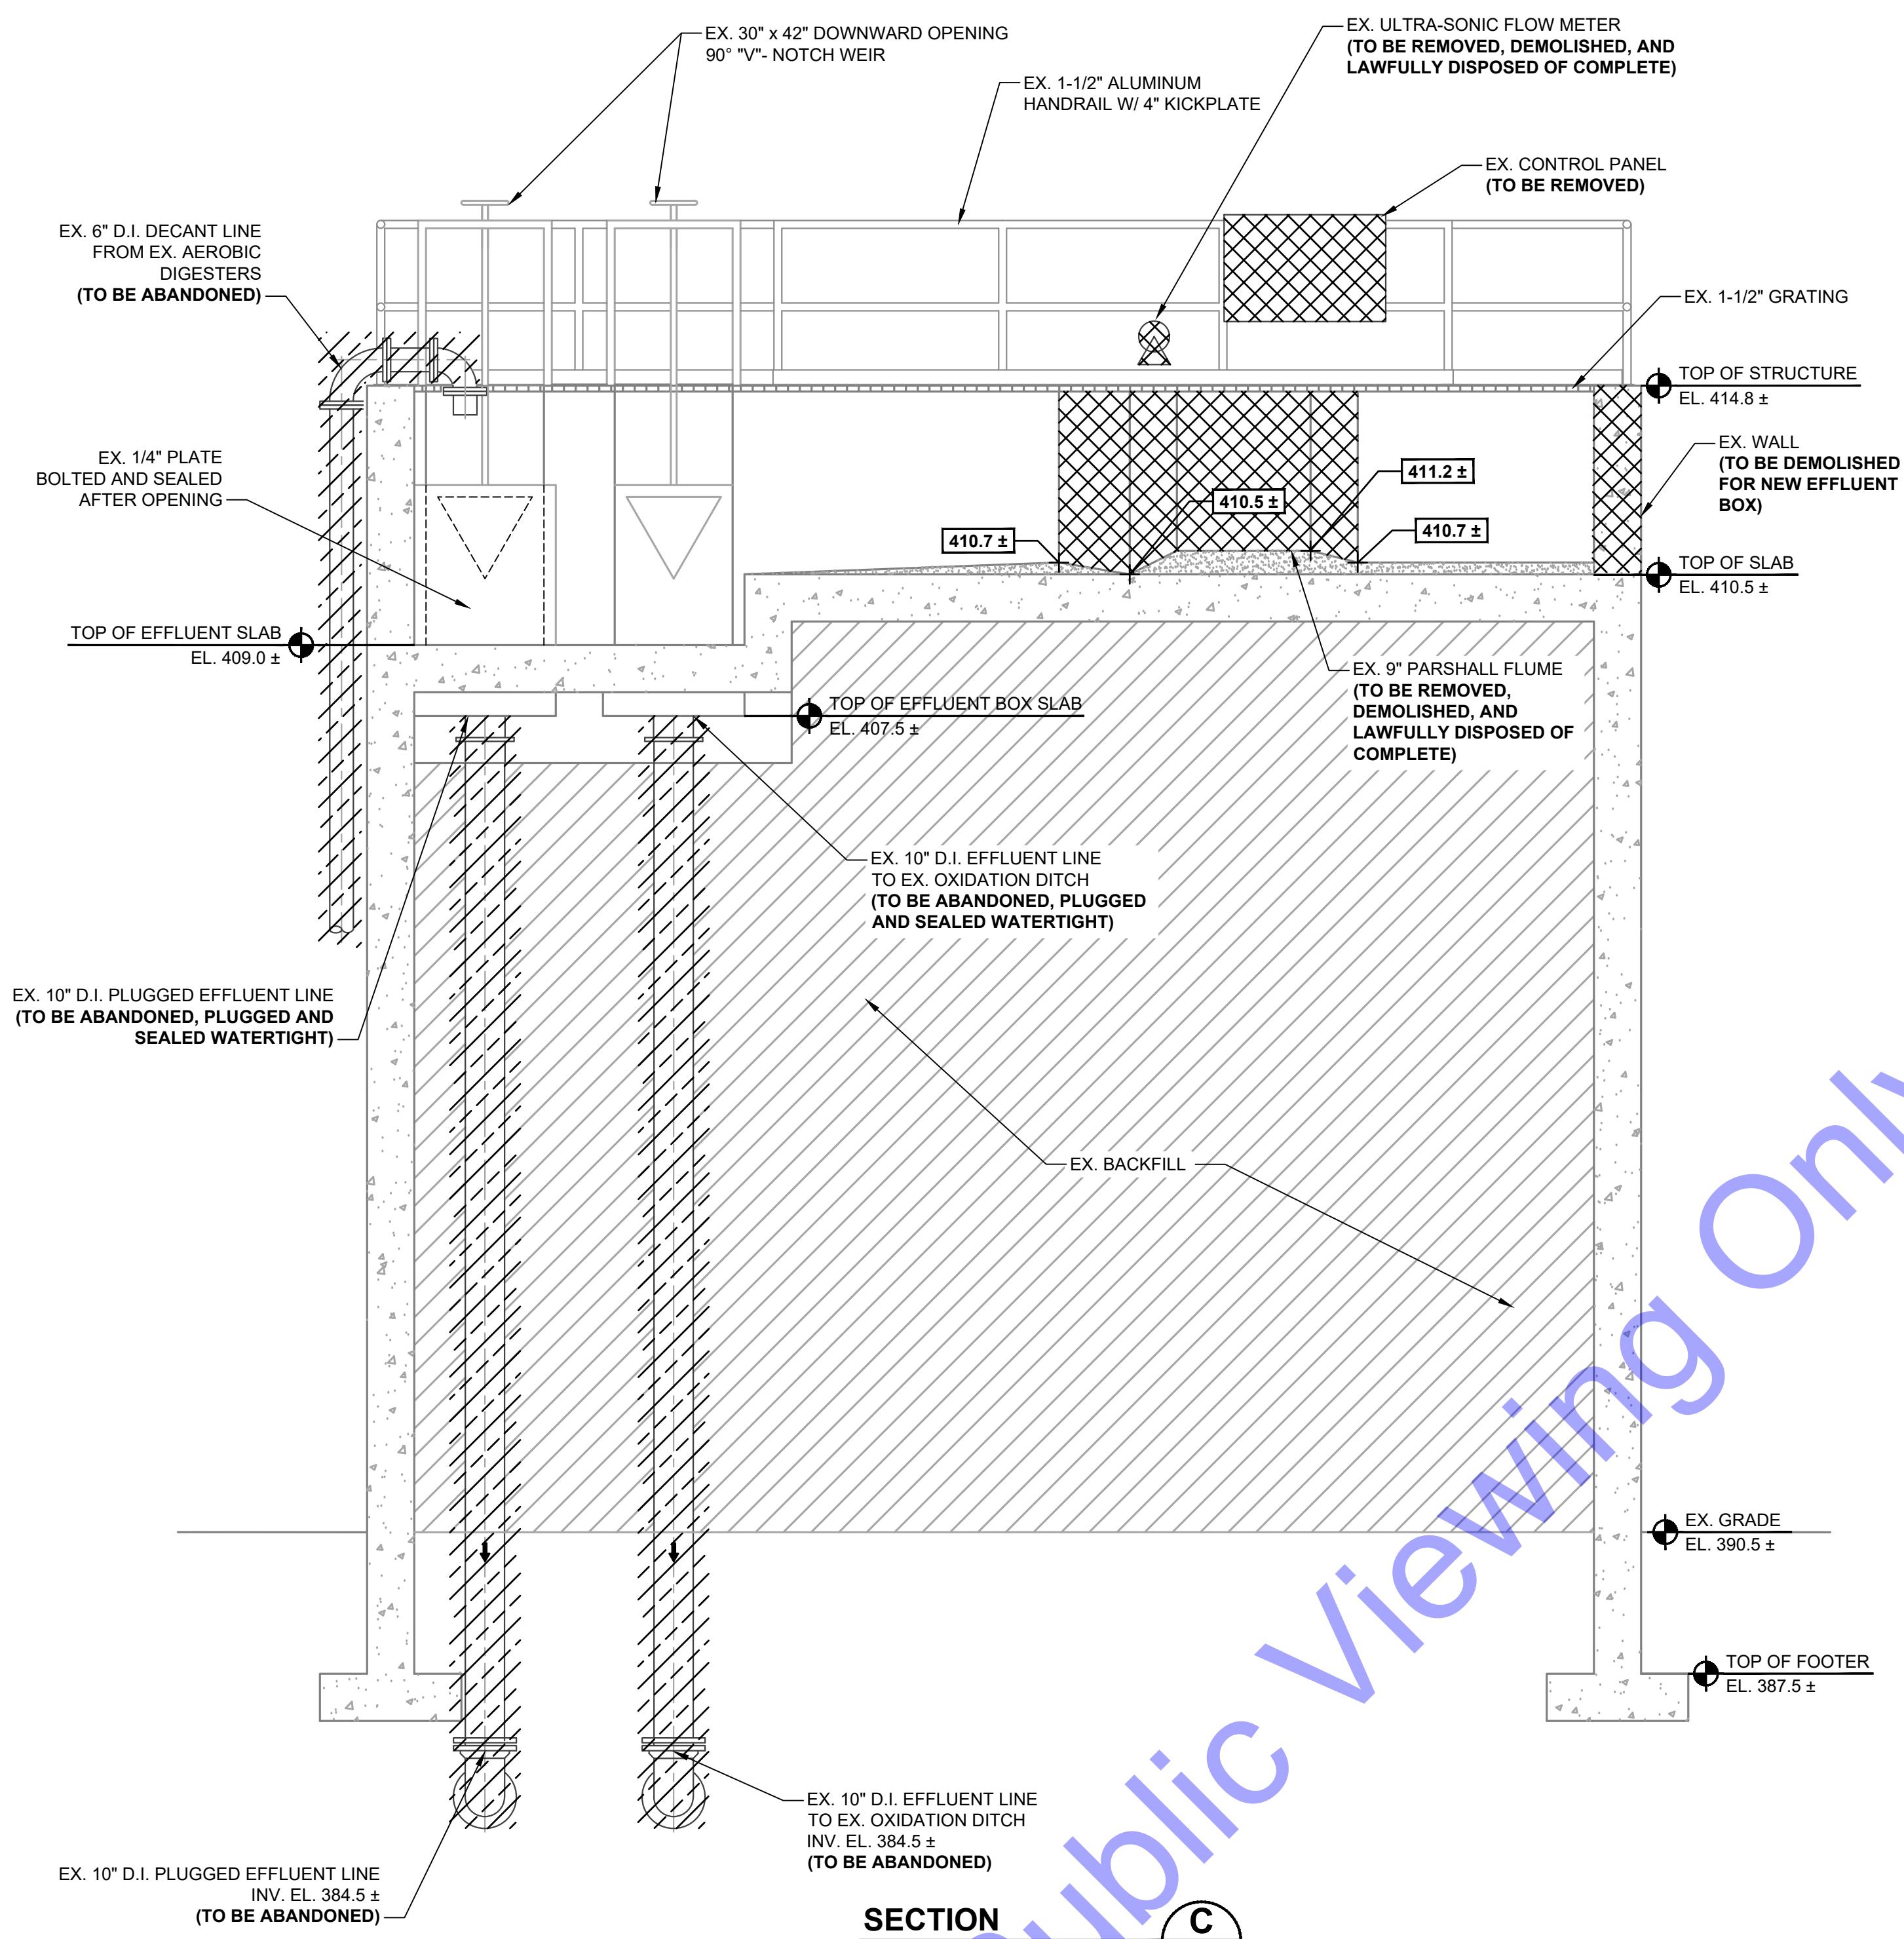 EX. 30" x 42" DOWNWARD OPENING
90° "V"- NOTCH WEIR
EX. ULTRA-SONIC FLOW METER
(TO BE REMOVED, DEMOLISHED, AND
LAWFULLY DISPOSED OF COMPLETE)
EX. 1-1/2" ALUMINUM
HANDRAIL W/ 4" KICKPLATE
EX. CONTROL PANEL
(TO BE REMOVED)
EX. 6" D.I. DECANT LINE
FROM EX. AEROBIC
DIGESTERS
(TO BE ABANDONED)
EX. 1-1/2" GRATING
TOP OF STRUCTURE
EL. 414.8 ±
EX. 1/4" PLATE
BOLTED AND SEALED
AFTER OPENING
EX. WALL
(TO BE DEMOLISHED
FOR NEW EFFLUENT
BOX)
411.2 ±
410.5 ±
410.7 ±
410.7 ±
TOP OF SLAB
EL. 410.5 ±
TOP OF EFFLUENT SLAB
EL. 409.0 ±
EX. 9" PARSHALL FLUME
(TO BE REMOVED,
DEMOLISHED, AND
LAWFULLY DISPOSED OF
COMPLETE)
TOP OF EFFLUENT BOX SLAB
EL. 407.5 ±
EX. 10" D.I. EFFLUENT LINE
TO EX. OXIDATION DITCH
(TO BE ABANDONED, PLUGGED
AND SEALED WATERTIGHT)
EX. 10" D.I. PLUGGED EFFLUENT LINE
(TO BE ABANDONED, PLUGGED AND
SEALED WATERTIGHT)
EX. BACKFILL
EX. GRADE
EL. 390.5 ±
TOP OF FOOTER
EL. 387.5 ±
EX. 10" D.I. EFFLUENT LINE
TO EX. OXIDATION DITCH
INV. EL. 384.5 ±
(TO BE ABANDONED)
EX. 10" D.I. PLUGGED EFFLUENT LINE
INV. EL. 384.5 ±
(TO BE ABANDONED)
SECTION
C
Public Viewing Only